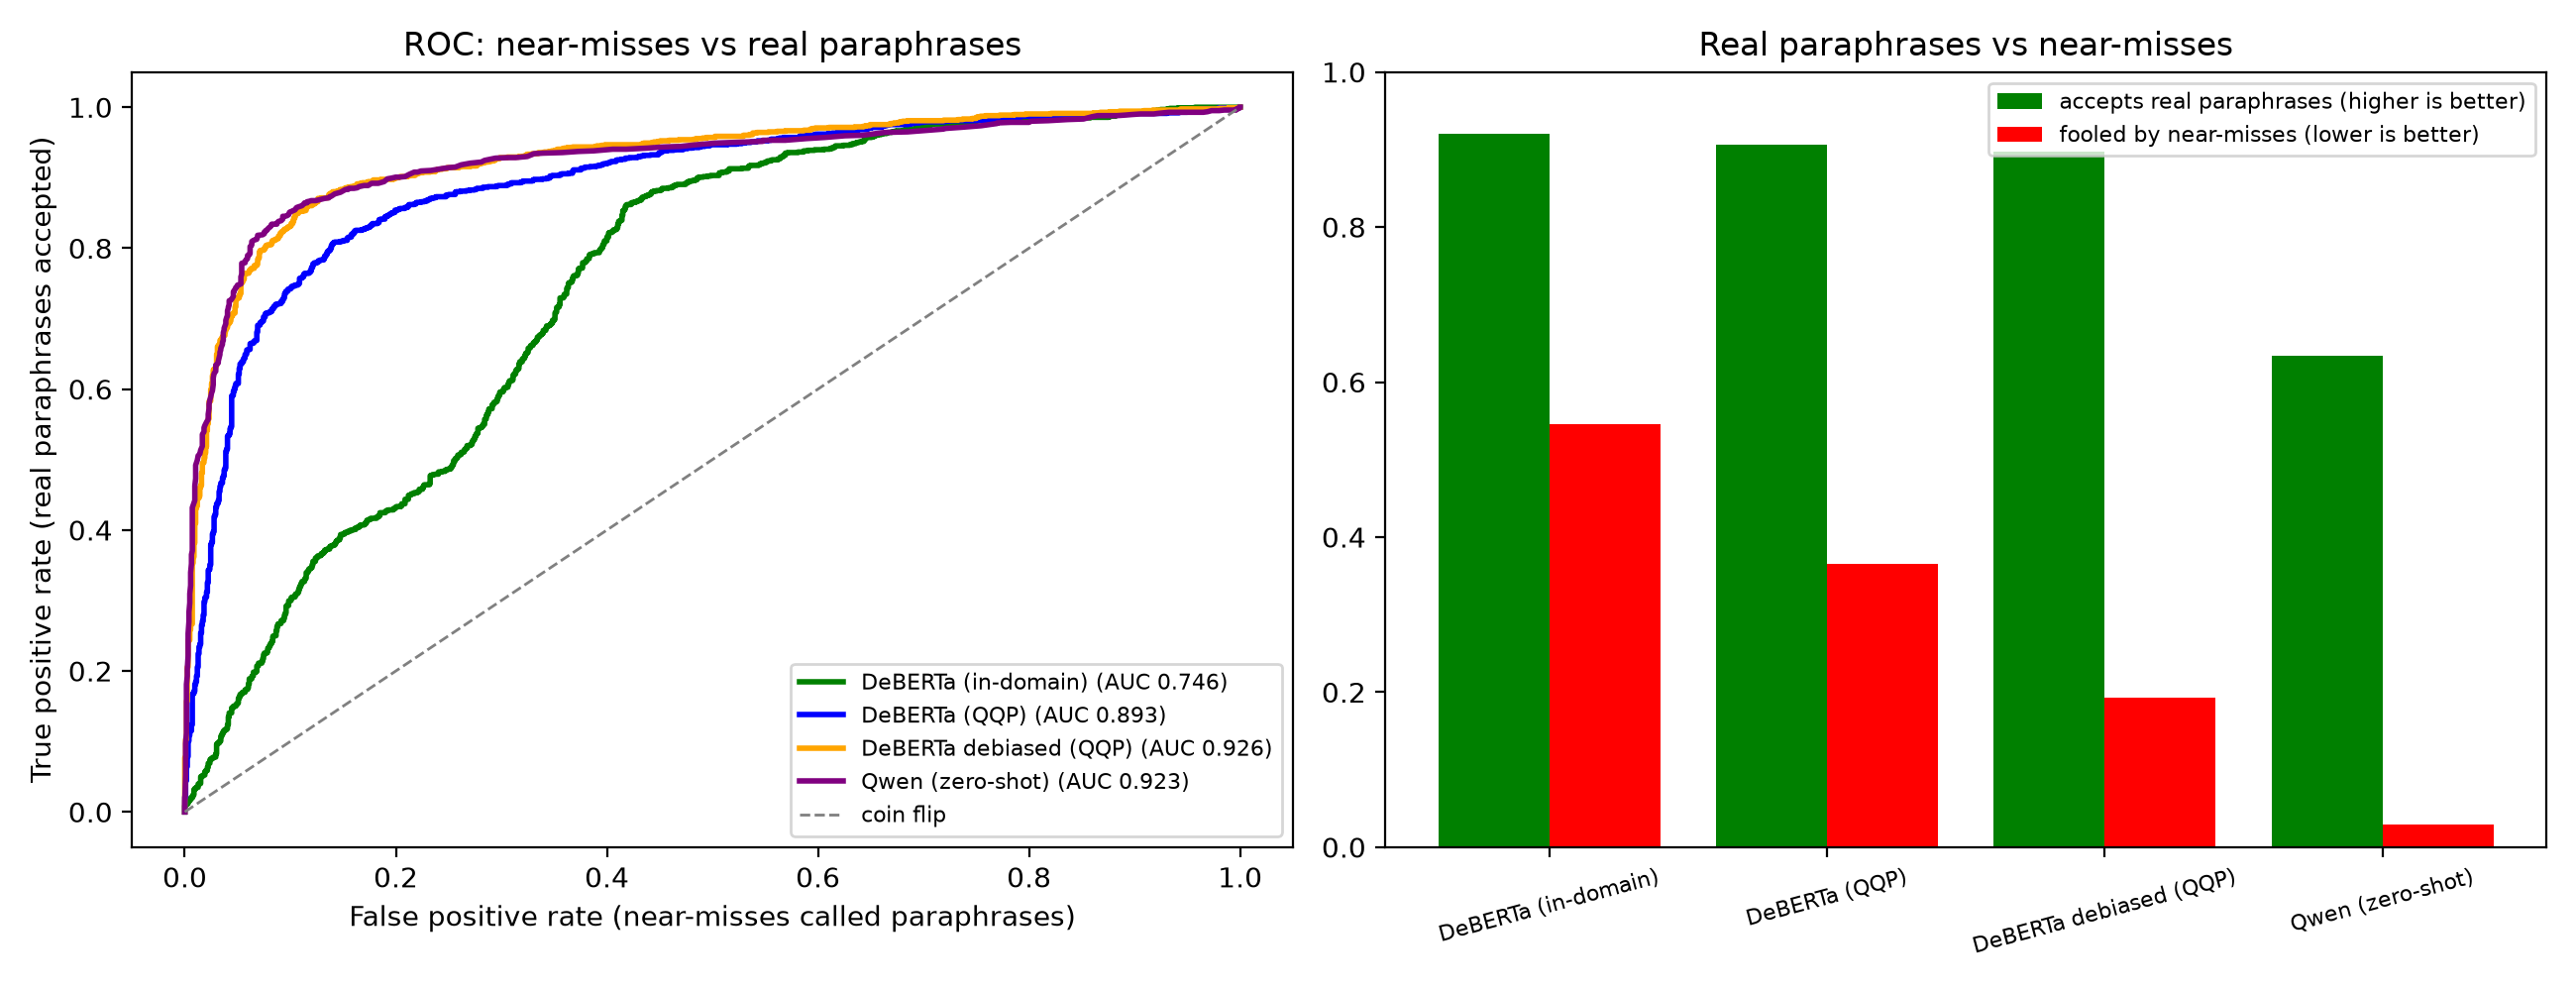 ROC: near-misses vs real paraphrases
True positive rate (real paraphrases accepted)
1.0
0.8
0.6
0.4
0.2
0.0
DeBERTa (in-domain) (AUC 0.746)
DeBERTa (QQP) (AUC 0.893)
DeBERTa debiased (QQP) (AUC 0.926)
Qwen (zero-shot) (AUC 0.923)
coin flip
0.0 0.2 0.4 0.6 0.8 1.0
False positive rate (near-misses called paraphrases)
Real paraphrases vs near-misses
1.0
0.8
0.6
0.4
0.2
0.0
accepts real paraphrases (higher is better)
fooled by near-misses (lower is better)
DeBERTa (in-domain)
DeBERTa (QQP)
DeBERTa debiased (QQP)
Qwen (zero-shot)